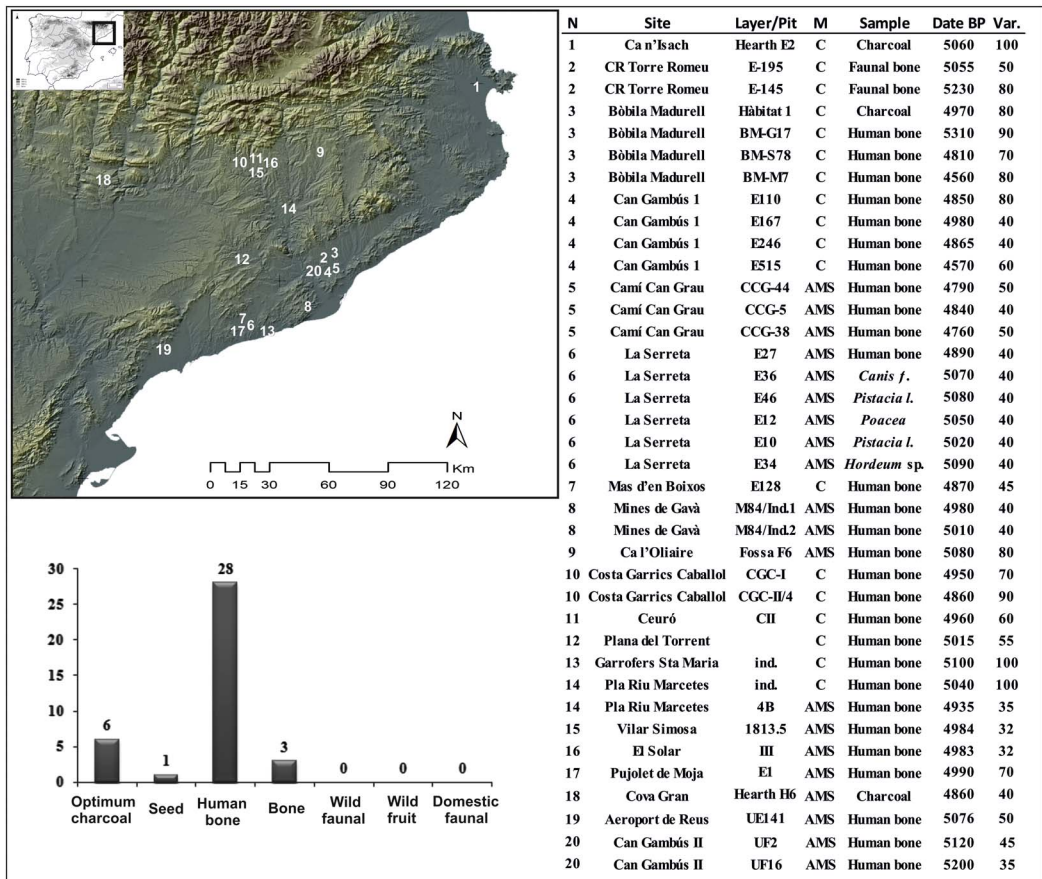 1
9
10
11
16
15
18
14
12
2
3
20
4
5
8
7
6
17
13
19
N
Km
0 15 30 60 90 120
30
25
20
15
10
5
0
6
1
28
3
0
0
0
Optimum charcoal
Seed
Human bone
Bone
Wild faunal
Wild fruit
Domestic faunal
N Site Layer/Pit M Sample Date BP Var.
1 Ca n'Isach Hearth E2 C Charcoal 5060 100
2 CR Torre Romeu E-195 C Faunal bone 5055 50
2 CR Torre Romeu E-145 C Faunal bone 5230 80
3 Bòbila Madurell Hàbitat 1 C Charcoal 4970 80
3 Bòbila Madurell BM-G17 C Human bone 5310 90
3 Bòbila Madurell BM-S78 C Human bone 4810 70
3 Bòbila Madurell BM-M7 C Human bone 4560 80
4 Can Gambús 1 E110 C Human bone 4850 80
4 Can Gambús 1 E167 C Human bone 4980 40
4 Can Gambús 1 E246 C Human bone 4865 40
4 Can Gambús 1 E515 C Human bone 4570 60
5 Camí Can Grau CCG-44 AMS Human bone 4790 50
5 Camí Can Grau CCG-5 AMS Human bone 4840 40
5 Camí Can Grau CCG-38 AMS Human bone 4760 50
6 La Serreta E27 AMS Human bone 4890 40
6 La Serreta E36 AMS Canis f. 5070 40
6 La Serreta E46 AMS Pistacia l. 5080 40
6 La Serreta E12 AMS Poacea 5050 40
6 La Serreta E10 AMS Pistacia l. 5020 40
6 La Serreta E34 AMS Hordeum sp. 5090 40
7 Mas d'en Boixos E128 C Human bone 4870 45
8 Mines de Gavà M84/Ind.1 AMS Human bone 4980 40
8 Mines de Gavà M84/Ind.2 AMS Human bone 5010 40
9 Ca l'Oliaire Fossa F6 AMS Human bone 5080 80
10 Costa Garrics Caballol CGC-I C Human bone 4950 70
10 Costa Garrics Caballol CGC-II/4 C Human bone 4860 90
11 Ceuró CII C Human bone 4960 60
12 Plana del Torrent C Human bone 5015 55
13 Garrofers Sta Maria ind. C Human bone 5100 100
14 Pla Riu Marcetes ind. C Human bone 5040 100
14 Pla Riu Marcetes 4B AMS Human bone 4935 35
15 Vilar Simosa 1813.5 AMS Human bone 4984 32
16 El Solar III AMS Human bone 4983 32
17 Pujolet de Moja E1 AMS Human bone 4990 70
18 Cova Gran Hearth H6 AMS Charcoal 4860 40
19 Aeroport de Reus UE141 AMS Human bone 5076 50
20 Can Gambús II UF2 AMS Human bone 5120 45
20 Can Gambús II UF16 AMS Human bone 5200 35